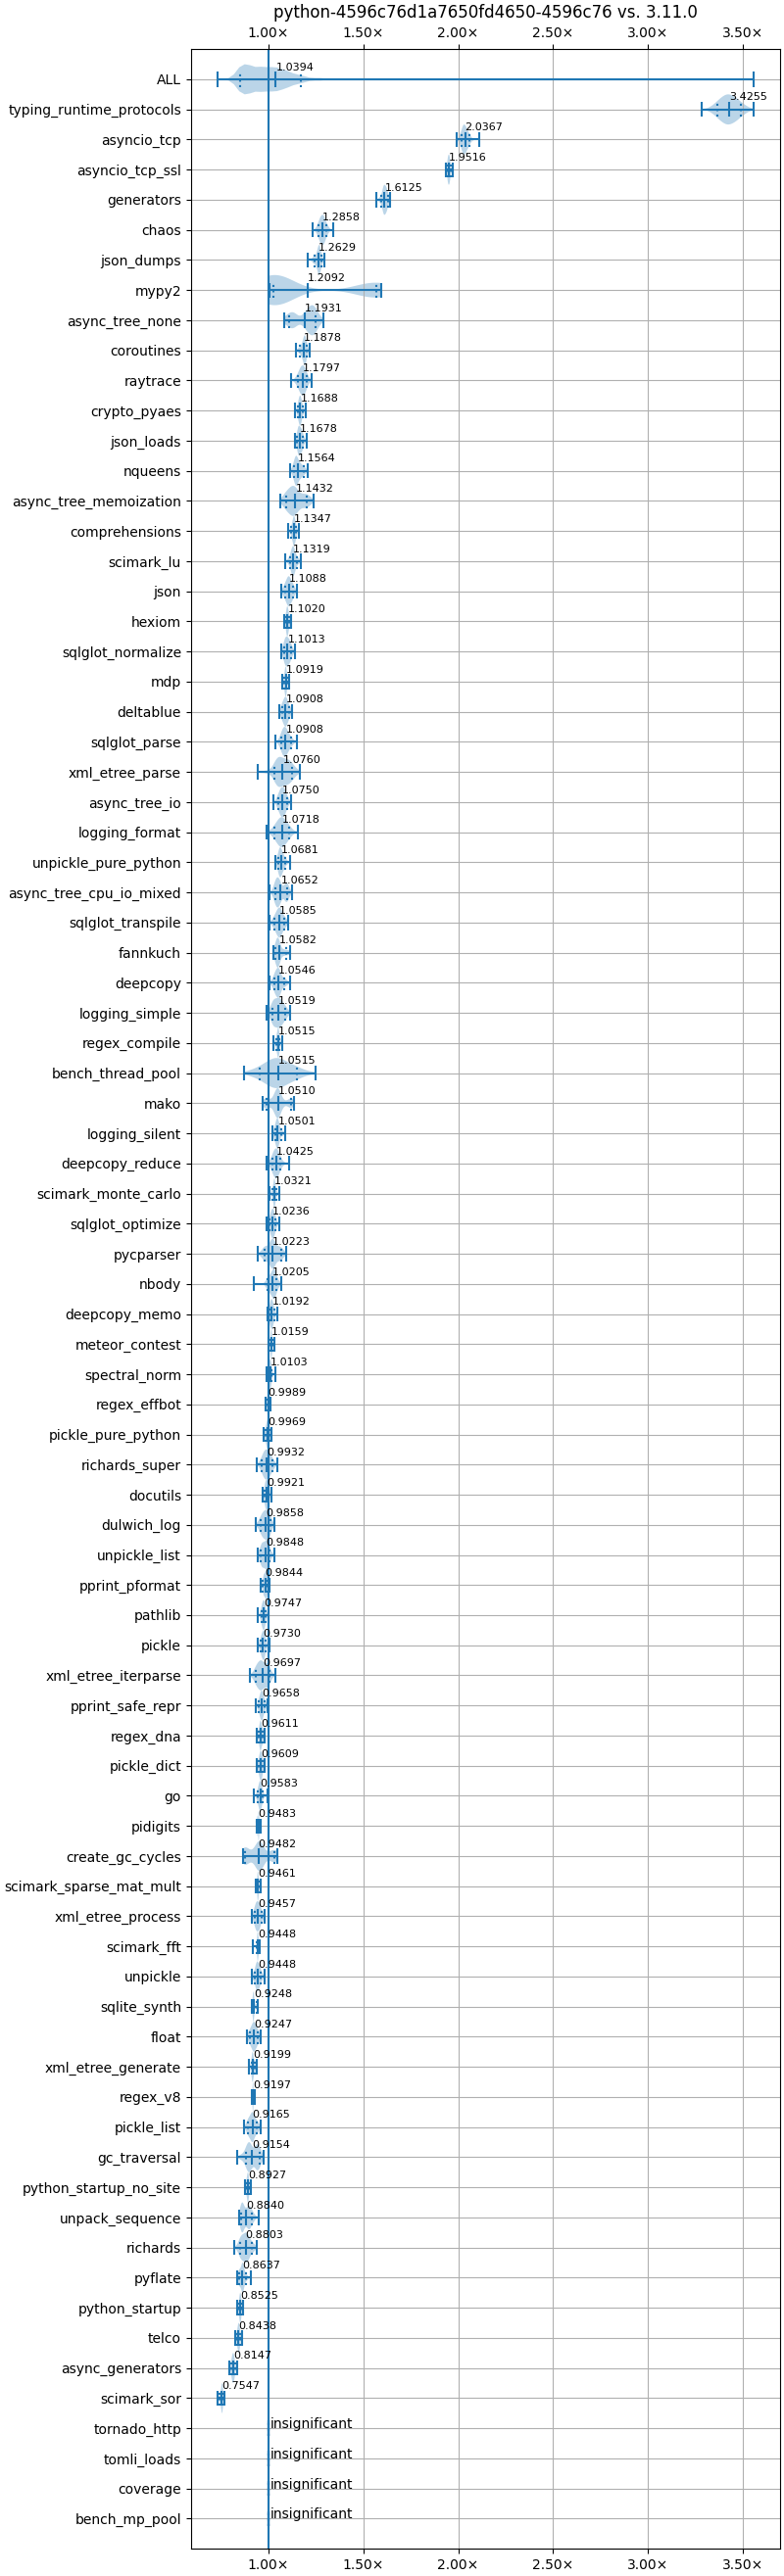 python-4596c76d1a7650fd4650-4596c76 vs. 3.11.0
1.00× 1.50× 2.00× 2.50× 3.00× 3.50×
ALL 1.0394
typing_runtime_protocols 3.4255
asyncio_tcp 2.0367
asyncio_tcp_ssl 1.9516
generators 1.6125
chaos 1.2858
json_dumps 1.2629
mypy2 1.2092
async_tree_none 1.1931
coroutines 1.1878
raytrace 1.1797
crypto_pyaes 1.1688
json_loads 1.1678
nqueens 1.1564
async_tree_memoization 1.1432
comprehensions 1.1347
scimark_lu 1.1319
json 1.1088
hexiom 1.1020
sqlglot_normalize 1.1013
mdp 1.0919
deltablue 1.0908
sqlglot_parse 1.0908
xml_etree_parse 1.0760
async_tree_io 1.0750
logging_format 1.0718
unpickle_pure_python 1.0681
async_tree_cpu_io_mixed 1.0652
sqlglot_transpile 1.0585
fannkuch 1.0582
deepcopy 1.0546
logging_simple 1.0519
regex_compile 1.0515
bench_thread_pool 1.0515
mako 1.0510
logging_silent 1.0501
deepcopy_reduce 1.0425
scimark_monte_carlo 1.0321
sqlglot_optimize 1.0236
pycparser 1.0223
nbody 1.0205
deepcopy_memo 1.0192
meteor_contest 1.0159
spectral_norm 1.0103
regex_effbot 0.9989
pickle_pure_python 0.9969
richards_super 0.9932
docutils 0.9921
dulwich_log 0.9858
unpickle_list 0.9848
pprint_pformat 0.9844
pathlib 0.9747
pickle 0.9730
xml_etree_iterparse 0.9697
pprint_safe_repr 0.9658
regex_dna 0.9611
pickle_dict 0.9609
go 0.9583
pidigits 0.9483
create_gc_cycles 0.9482
scimark_sparse_mat_mult 0.9461
xml_etree_process 0.9457
scimark_fft 0.9448
unpickle 0.9448
sqlite_synth 0.9248
float 0.9247
xml_etree_generate 0.9199
regex_v8 0.9197
pickle_list 0.9165
gc_traversal 0.9154
python_startup_no_site 0.8927
unpack_sequence 0.8840
richards 0.8803
pyflate 0.8637
python_startup 0.8525
telco 0.8438
async_generators 0.8147
scimark_sor 0.7547
tornado_http insignificant
tomli_loads insignificant
coverage insignificant
bench_mp_pool insignificant
1.00× 1.50× 2.00× 2.50× 3.00× 3.50×